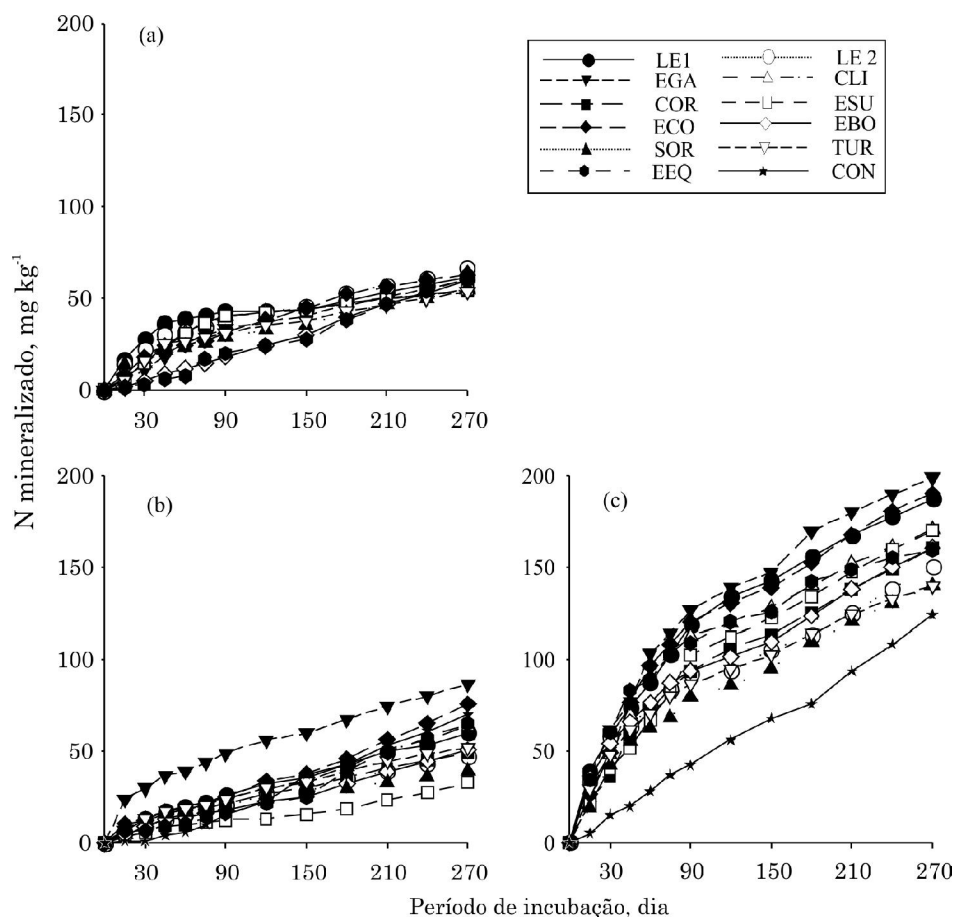 200
(a)
150
100
50
0
30 90 150 210 270
LE1 LE 2
EGA CLI
COR ESU
ECO EBO
SOR TUR
EEQ CON
N mineralizado, mg kg⁻¹
200
(b)
150
100
50
0
30 90 150 210 270
200
(c)
150
100
50
0
30 90 150 210 270
Período de incubação, dia